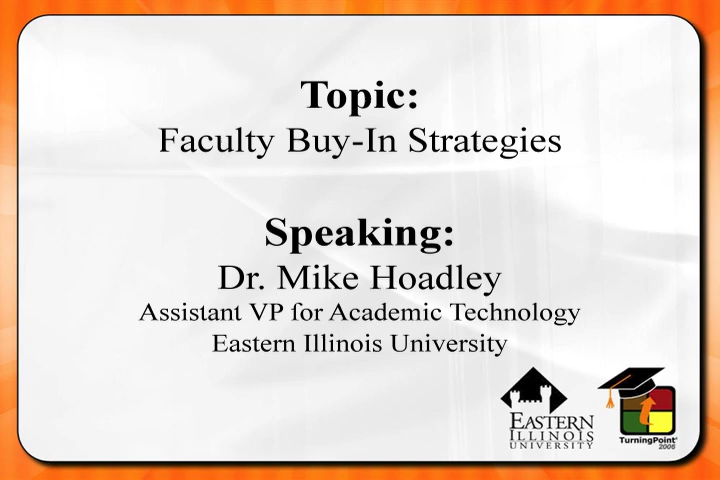 Topic:
Faculty Buy-In Strategies
Speaking:
Dr. Mike Hoadley
Assistant VP for Academic Technology
Eastern Illinois University
EASTERN
ILLINOIS
UNIVERSITY
TurningPoint®
2006